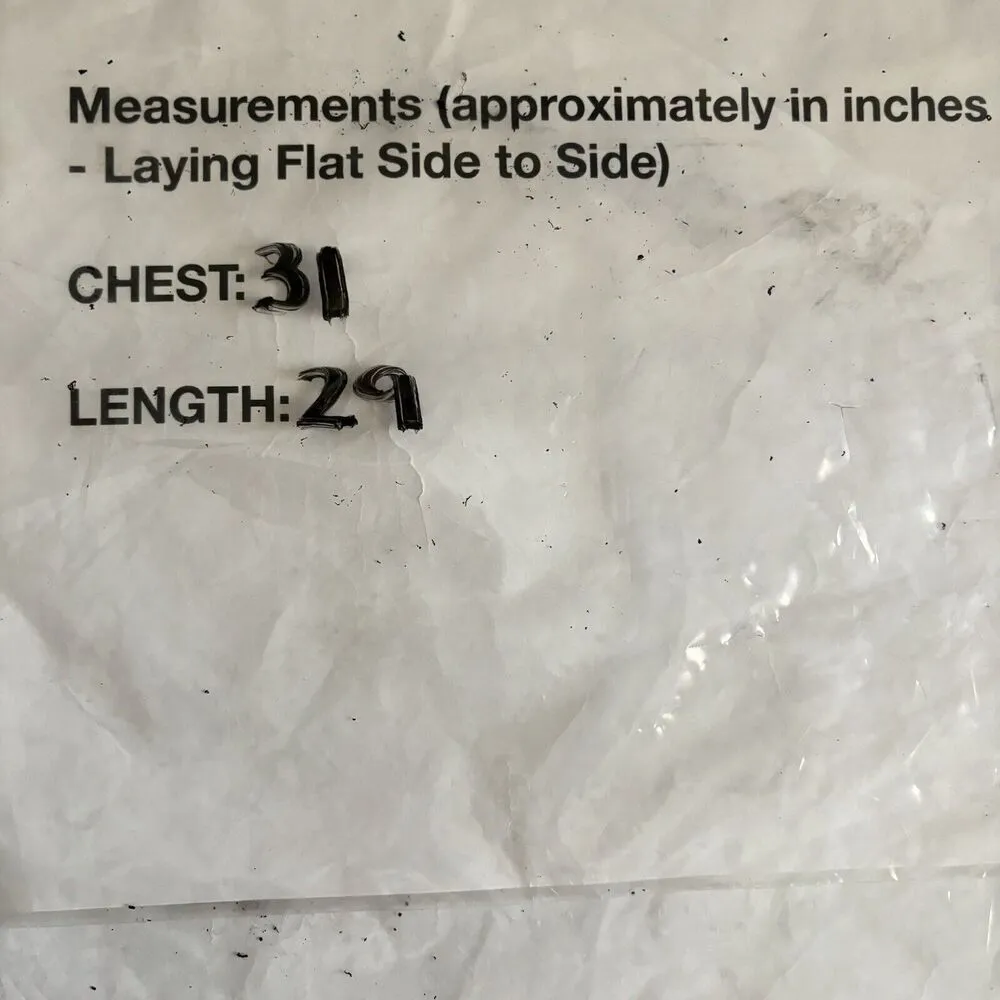 Measurements (approximately in inches
- Laying Flat Side to Side)
CHEST: 31
LENGTH: 29